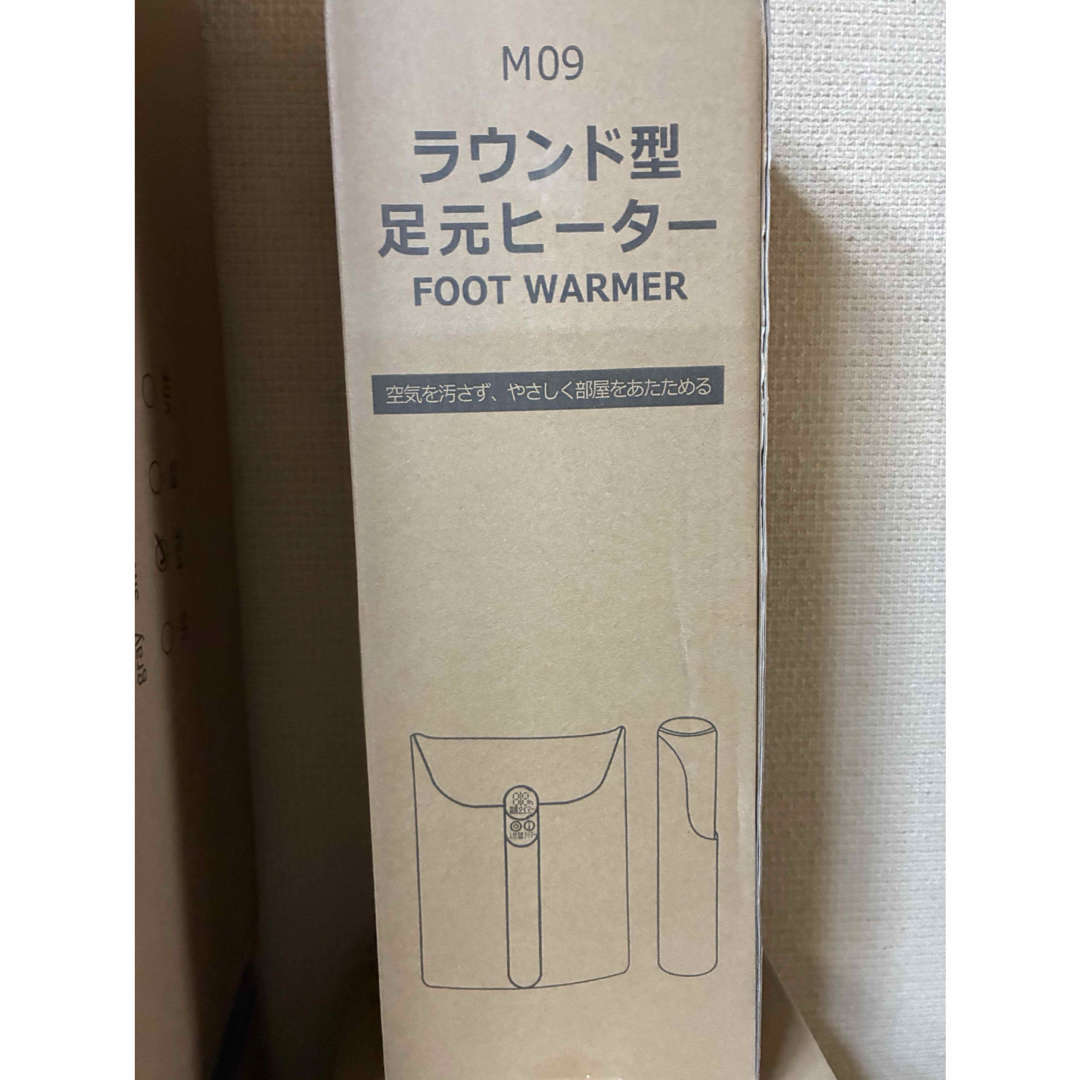 M09
ラウンド型
足元ヒーター
FOOT WARMER
空気を汚さず、やさしく部屋をあたためる
gray